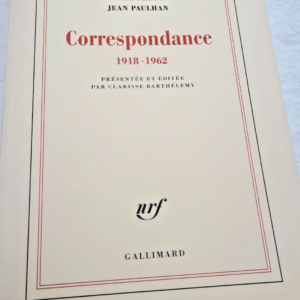 JEAN PAULHAN
Correspondance
1918-1962
PRÉSENTÉE ET ÉDITÉE
PAR CLARISSE BARTHÉLEMY
nrf
GALLIMARD